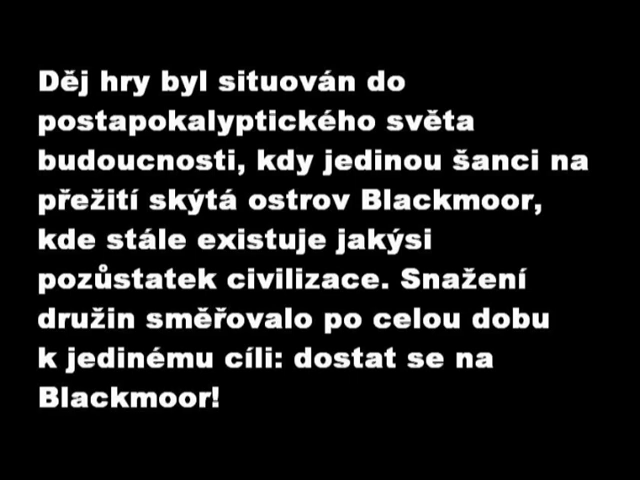 Děj hry byl situován do
postapokalyptického světa
budoucnosti, kdy jedinou šanci na
přežití skýtá ostrov Blackmoor,
kde stále existuje jakýsi
pozůstatek civilizace. Snažení
družin směřovalo po celou dobu
k jedinému cíli: dostat se na
Blackmoor!